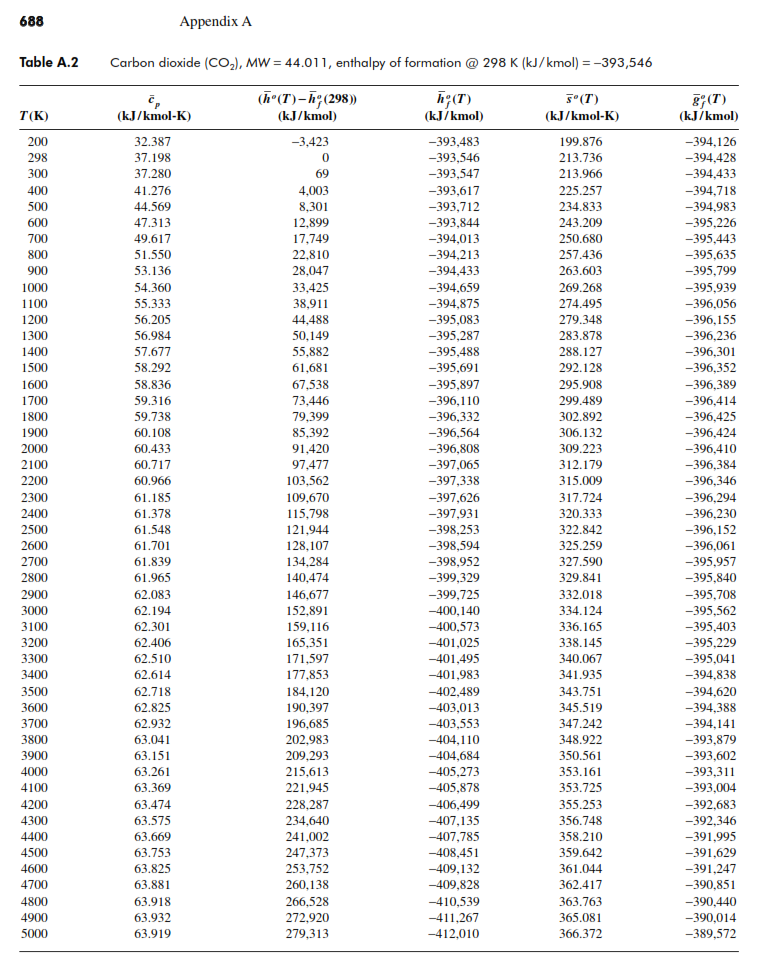 688 Appendix A
Table A.2 Carbon dioxide (CO₂), MW = 44.011, enthalpy of formation @ 298 K (kJ/kmol) = −393,546
c̄ₚ (h̄°(T) − h̄°f(298)) h̄°f(T) s̄°(T) ḡ°f(T)
T(K) (kJ/kmol-K) (kJ/kmol) (kJ/kmol) (kJ/kmol-K) (kJ/kmol)
200 32.387 −3,423 −393,483 199.876 −394,126
298 37.198 0 −393,546 213.736 −394,428
300 37.280 69 −393,547 213.966 −394,433
400 41.276 4,003 −393,617 225.257 −394,718
500 44.569 8,301 −393,712 234.833 −394,983
600 47.313 12,899 −393,844 243.209 −395,226
700 49.617 17,749 −394,013 250.680 −395,443
800 51.550 22,810 −394,213 257.436 −395,635
900 53.136 28,047 −394,433 263.603 −395,799
1000 54.360 33,425 −394,659 269.268 −395,939
1100 55.333 38,911 −394,875 274.495 −396,056
1200 56.205 44,488 −395,083 279.348 −396,155
1300 56.984 50,149 −395,287 283.878 −396,236
1400 57.677 55,882 −395,488 288.127 −396,301
1500 58.292 61,681 −395,691 292.128 −396,352
1600 58.836 67,538 −395,897 295.908 −396,389
1700 59.316 73,446 −396,110 299.489 −396,414
1800 59.738 79,399 −396,332 302.892 −396,425
1900 60.108 85,392 −396,564 306.132 −396,424
2000 60.433 91,420 −396,808 309.223 −396,410
2100 60.717 97,477 −397,065 312.179 −396,384
2200 60.966 103,562 −397,338 315.009 −396,346
2300 61.185 109,670 −397,626 317.724 −396,294
2400 61.378 115,798 −397,931 320.333 −396,230
2500 61.548 121,944 −398,253 322.842 −396,152
2600 61.701 128,107 −398,594 325.259 −396,061
2700 61.839 134,284 −398,952 327.590 −395,957
2800 61.965 140,474 −399,329 329.841 −395,840
2900 62.083 146,677 −399,725 332.018 −395,708
3000 62.194 152,891 −400,140 334.124 −395,562
3100 62.301 159,116 −400,573 336.165 −395,403
3200 62.406 165,351 −401,025 338.145 −395,229
3300 62.510 171,597 −401,495 340.067 −395,041
3400 62.614 177,853 −401,983 341.935 −394,838
3500 62.718 184,120 −402,489 343.751 −394,620
3600 62.825 190,397 −403,013 345.519 −394,388
3700 62.932 196,685 −403,553 347.242 −394,141
3800 63.041 202,983 −404,110 348.922 −393,879
3900 63.151 209,293 −404,684 350.561 −393,602
4000 63.261 215,613 −405,273 353.161 −393,311
4100 63.369 221,945 −405,878 353.725 −393,004
4200 63.474 228,287 −406,499 355.253 −392,683
4300 63.575 234,640 −407,135 356.748 −392,346
4400 63.669 241,002 −407,785 358.210 −391,995
4500 63.753 247,373 −408,451 359.642 −391,629
4600 63.825 253,752 −409,132 361.044 −391,247
4700 63.881 260,138 −409,828 362.417 −390,851
4800 63.918 266,528 −410,539 363.763 −390,440
4900 63.932 272,920 −411,267 365.081 −390,014
5000 63.919 279,313 −412,010 366.372 −389,572